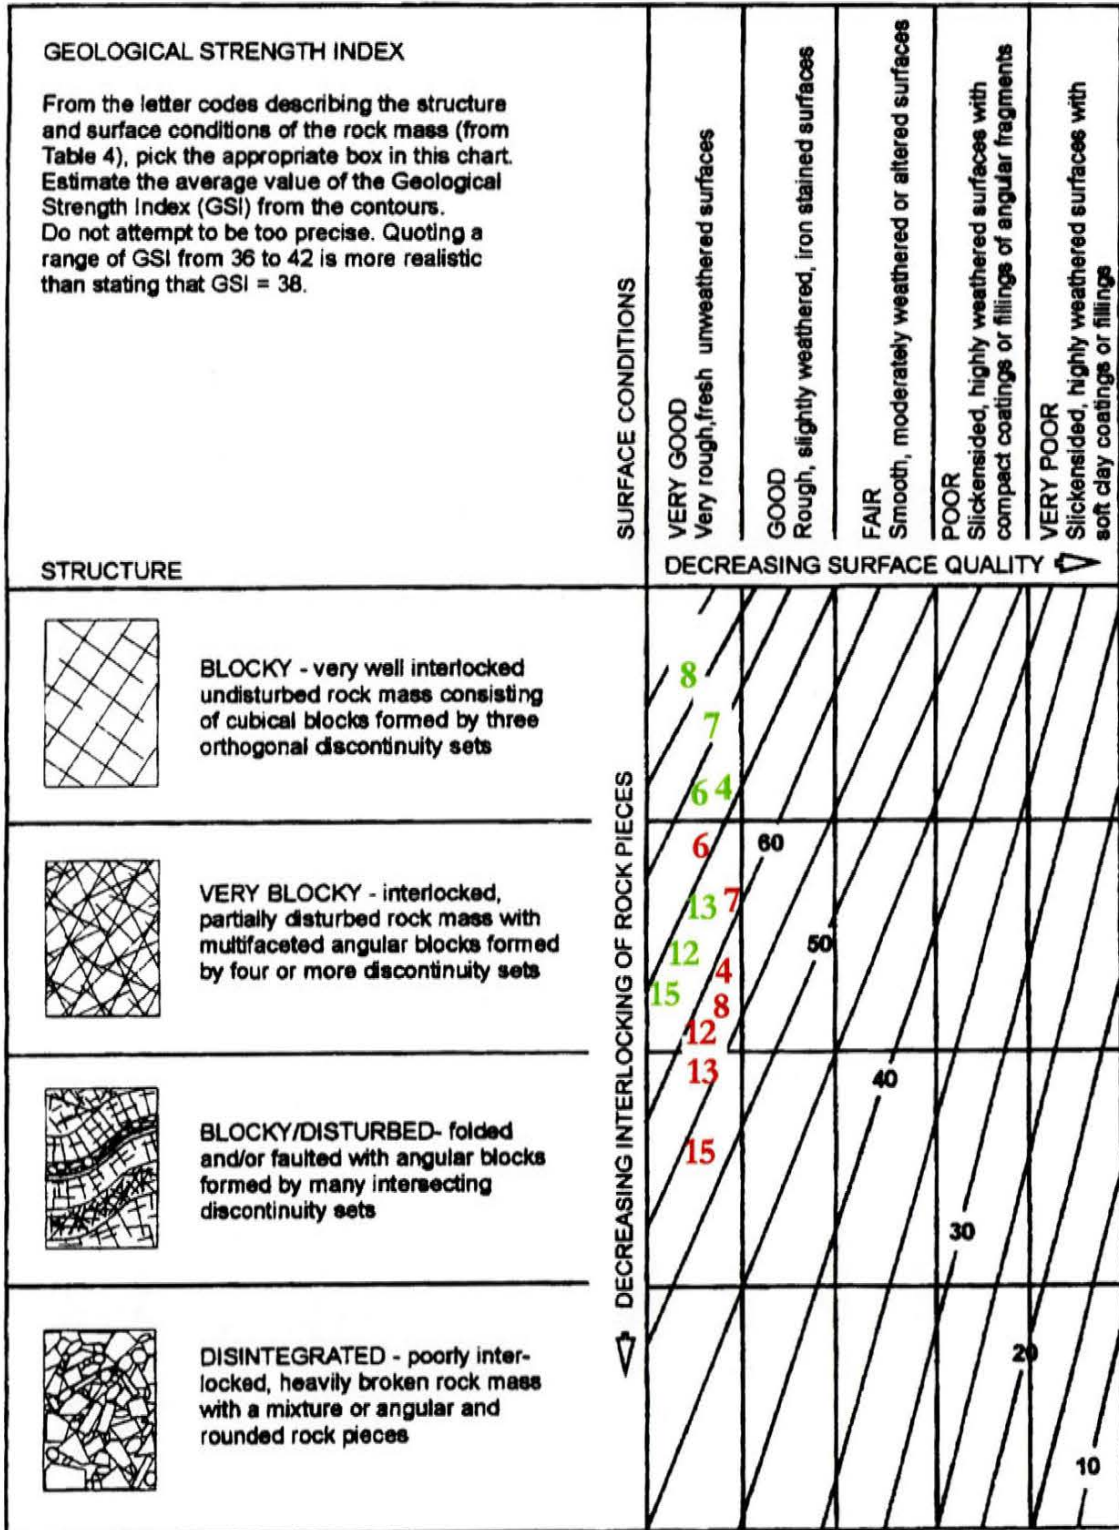 GEOLOGICAL STRENGTH INDEX
From the letter codes describing the structure
and surface conditions of the rock mass (from
Table 4), pick the appropriate box in this chart.
Estimate the average value of the Geological
Strength Index (GSI) from the contours.
Do not attempt to be too precise. Quoting a
range of GSI from 36 to 42 is more realistic
than stating that GSI = 38.
STRUCTURE
SURFACE CONDITIONS
VERY GOOD
Very rough,fresh unweathered surfaces
GOOD
Rough, slightly weathered, iron stained surfaces
FAIR
Smooth, moderately weathered or altered surfaces
POOR
Slickensided, highly weathered surfaces with
compact coatings or fillings of angular fragments
VERY POOR
Slickensided, highly weathered surfaces with
soft clay coatings or fillings
DECREASING SURFACE QUALITY
BLOCKY - very well interlocked
undisturbed rock mass consisting
of cubical blocks formed by three
orthogonal discontinuity sets
VERY BLOCKY - interlocked,
partially disturbed rock mass with
multifaceted angular blocks formed
by four or more discontinuity sets
BLOCKY/DISTURBED- folded
and/or faulted with angular blocks
formed by many intersecting
discontinuity sets
DISINTEGRATED - poorly inter-
locked, heavily broken rock mass
with a mixture or angular and
rounded rock pieces
DECREASING INTERLOCKING OF ROCK PIECES
8
7
6 4
6
60
13 7
50
12
4
15
8
12
13
40
15
30
20
10